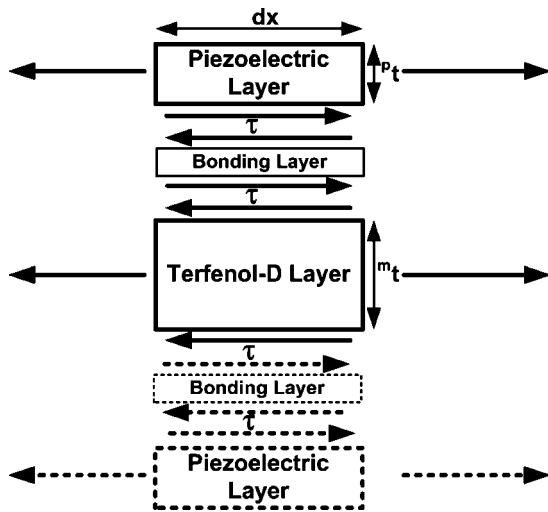 dx
Piezoelectric
Layer
ᵖt
τ
Bonding Layer
τ
Terfenol-D Layer
ᵐt
τ
Bonding Layer
τ
Piezoelectric
Layer